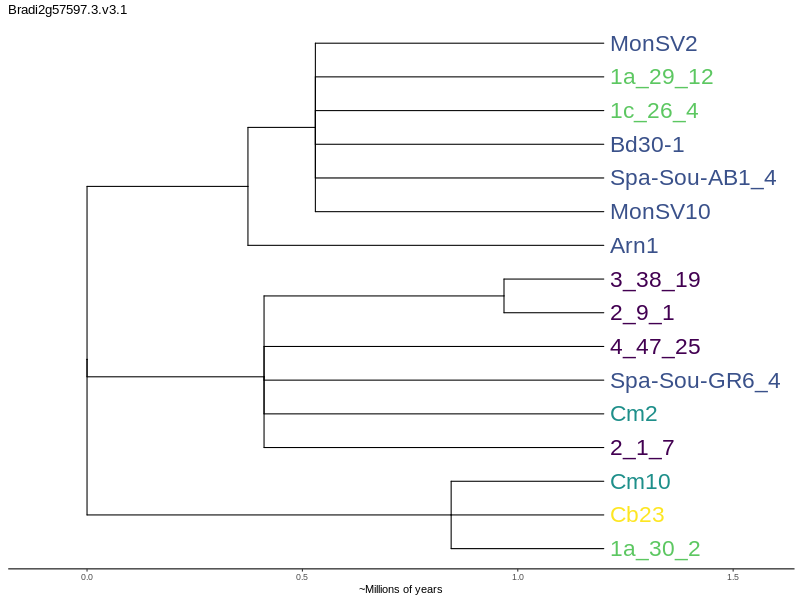 Bradi2g57597.3.v3.1
MonSV2
1a_29_12
1c_26_4
Bd30-1
Spa-Sou-AB1_4
MonSV10
Arn1
3_38_19
2_9_1
4_47_25
Spa-Sou-GR6_4
Cm2
2_1_7
Cm10
Cb23
1a_30_2
0.0 0.5 1.0 1.5
~Millions of years